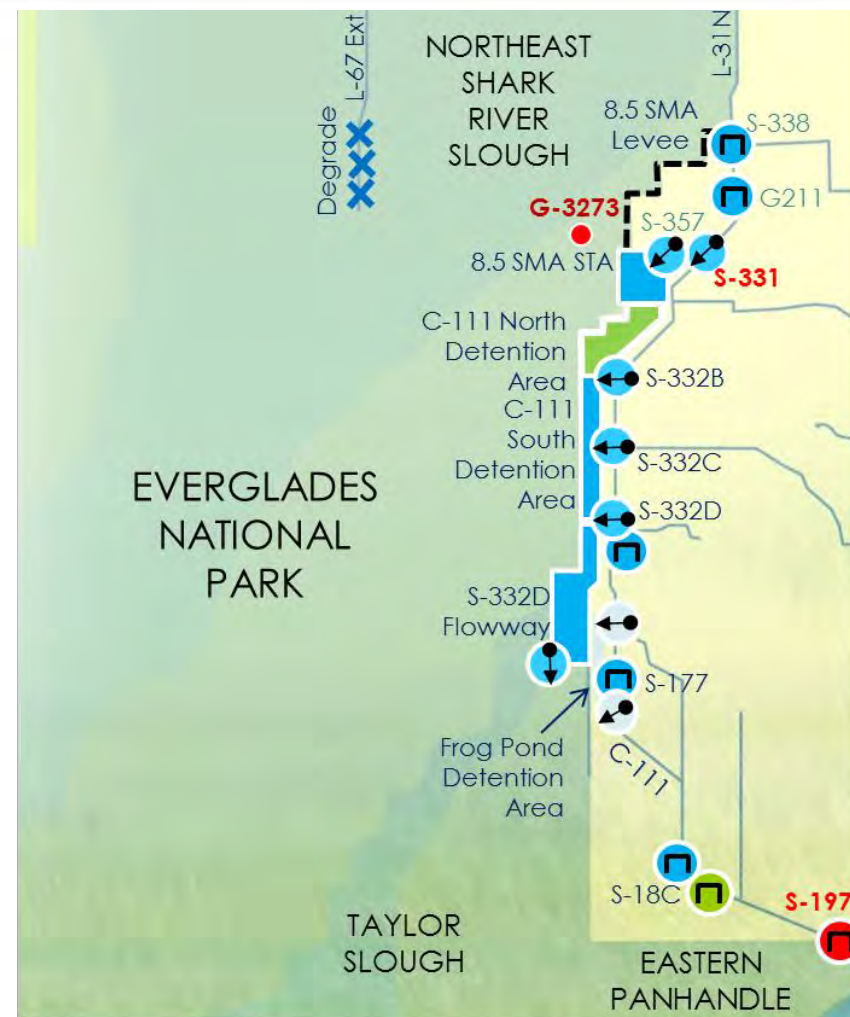 L-67 Ext
Degrade
NORTHEAST
SHARK
RIVER
SLOUGH
L-31N
8.5 SMA
Levee
S-338
G211
G-3273
S-357
8.5 SMA STA
S-331
C-111 North
Detention
Area
S-332B
C-111
South
Detention
Area
S-332C
S-332D
EVERGLADES
NATIONAL
PARK
S-332D
Flowway
S-177
Frog Pond
Detention
Area
C-111
S-18C
S-197
TAYLOR
SLOUGH
EASTERN
PANHANDLE